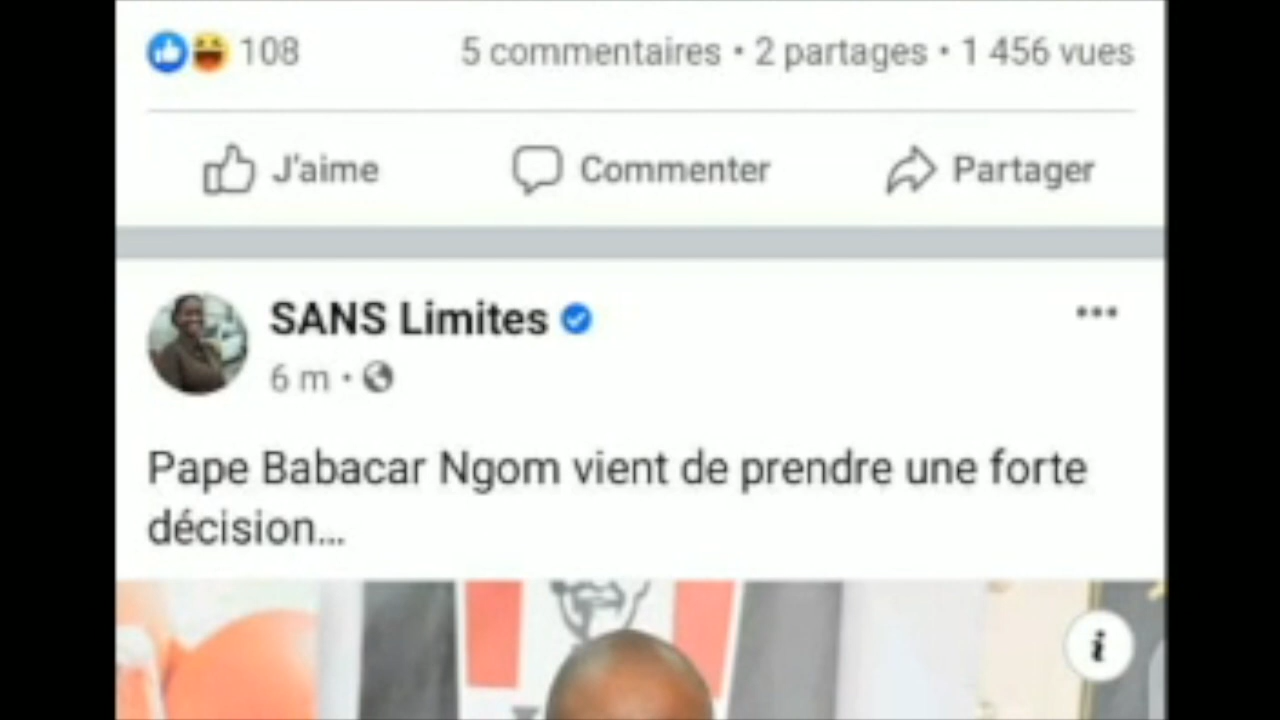 108 5 commentaires • 2 partages • 1 456 vues
J'aime Commenter Partager
SANS Limites
6 m •
Pape Babacar Ngom vient de prendre une forte
décision...
i